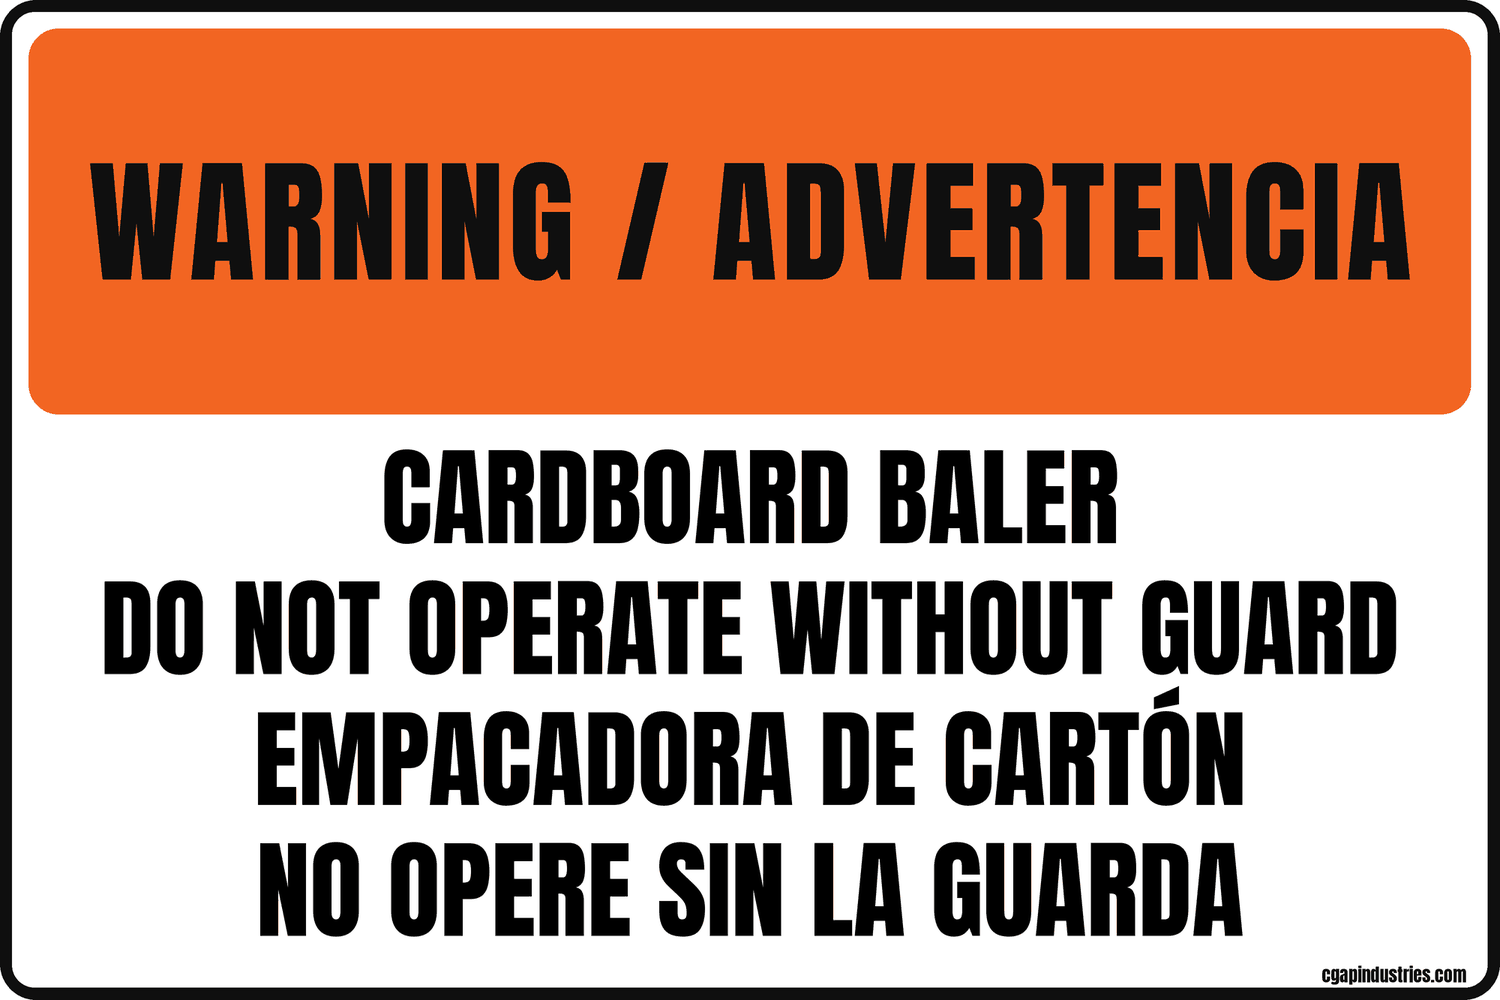 WARNING / ADVERTENCIA
CARDBOARD BALER
DO NOT OPERATE WITHOUT GUARD
EMPACADORA DE CARTÓN
NO OPERE SIN LA GUARDA
cgapindustries.com